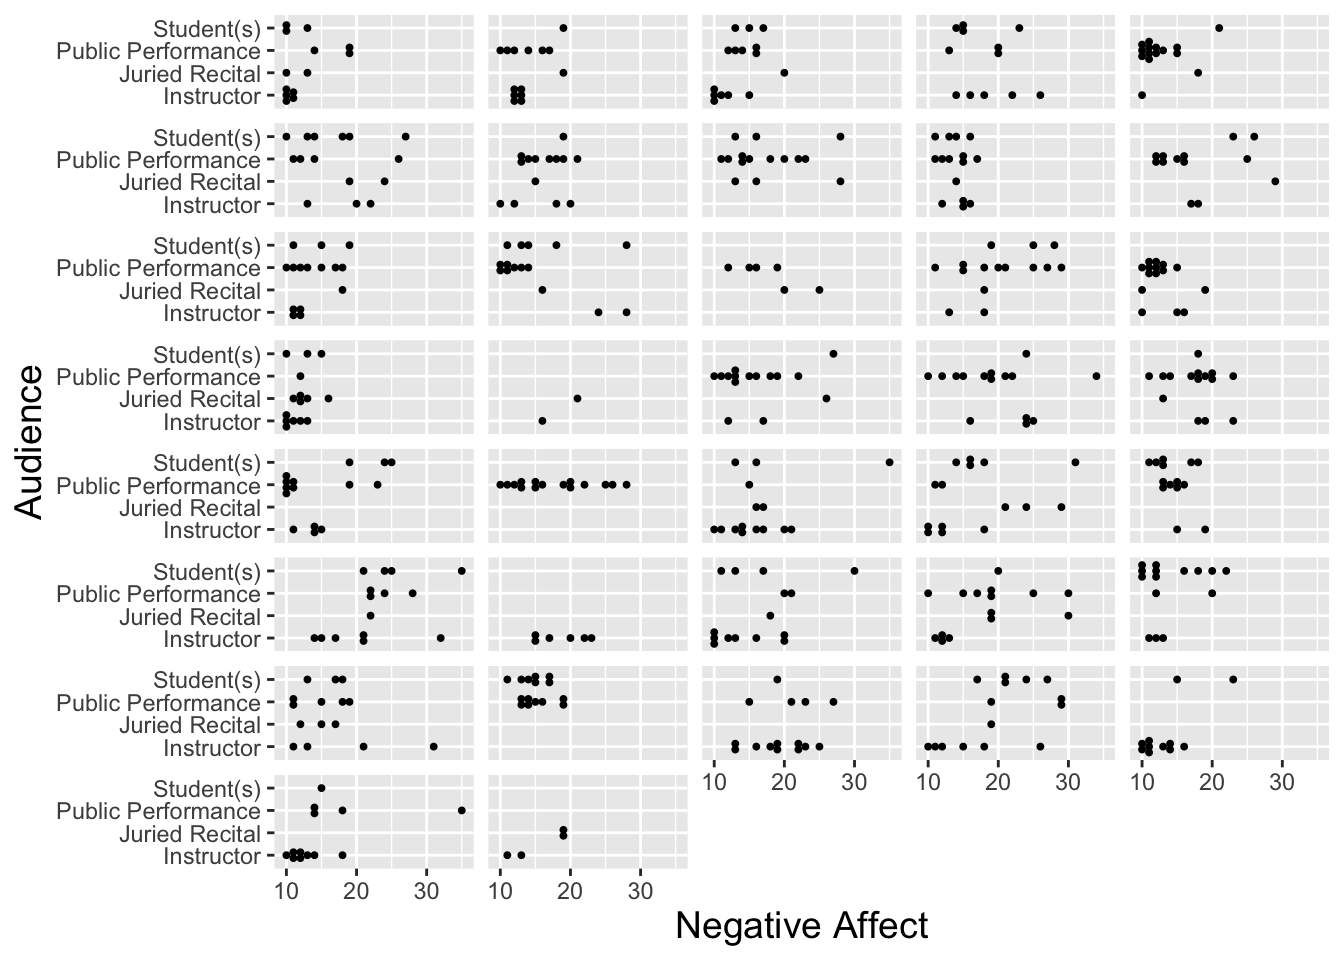 Student(s)
Public Performance
Juried Recital
Instructor
Student(s)
Public Performance
Juried Recital
Instructor
Student(s)
Public Performance
Juried Recital
Instructor
Student(s)
Public Performance
Juried Recital
Instructor
Student(s)
Public Performance
Juried Recital
Instructor
Student(s)
Public Performance
Juried Recital
Instructor
Student(s)
Public Performance
Juried Recital
Instructor
10 20 30 10 20 30 10 20 30
Student(s)
Public Performance
Juried Recital
Instructor
10 20 30 10 20 30
Audience
Negative Affect